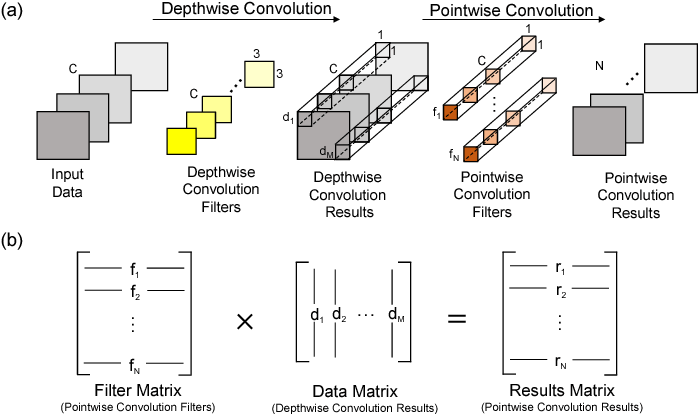 (a)
Depthwise Convolution
Pointwise Convolution
C
C
3
3
1
1
C
d1
dM
1
1
C
f1
fN
N
Input
Data
Depthwise
Convolution
Filters
Depthwise
Convolution
Results
Pointwise
Convolution
Filters
Pointwise
Convolution
Results
(b)
f1
f2
⋮
fN
×
d1 d2 ⋯ dM
=
r1
r2
⋮
rN
Filter Matrix
(Pointwise Convolution Filters)
Data Matrix
(Depthwise Convolution Results)
Results Matrix
(Pointwise Convolution Results)